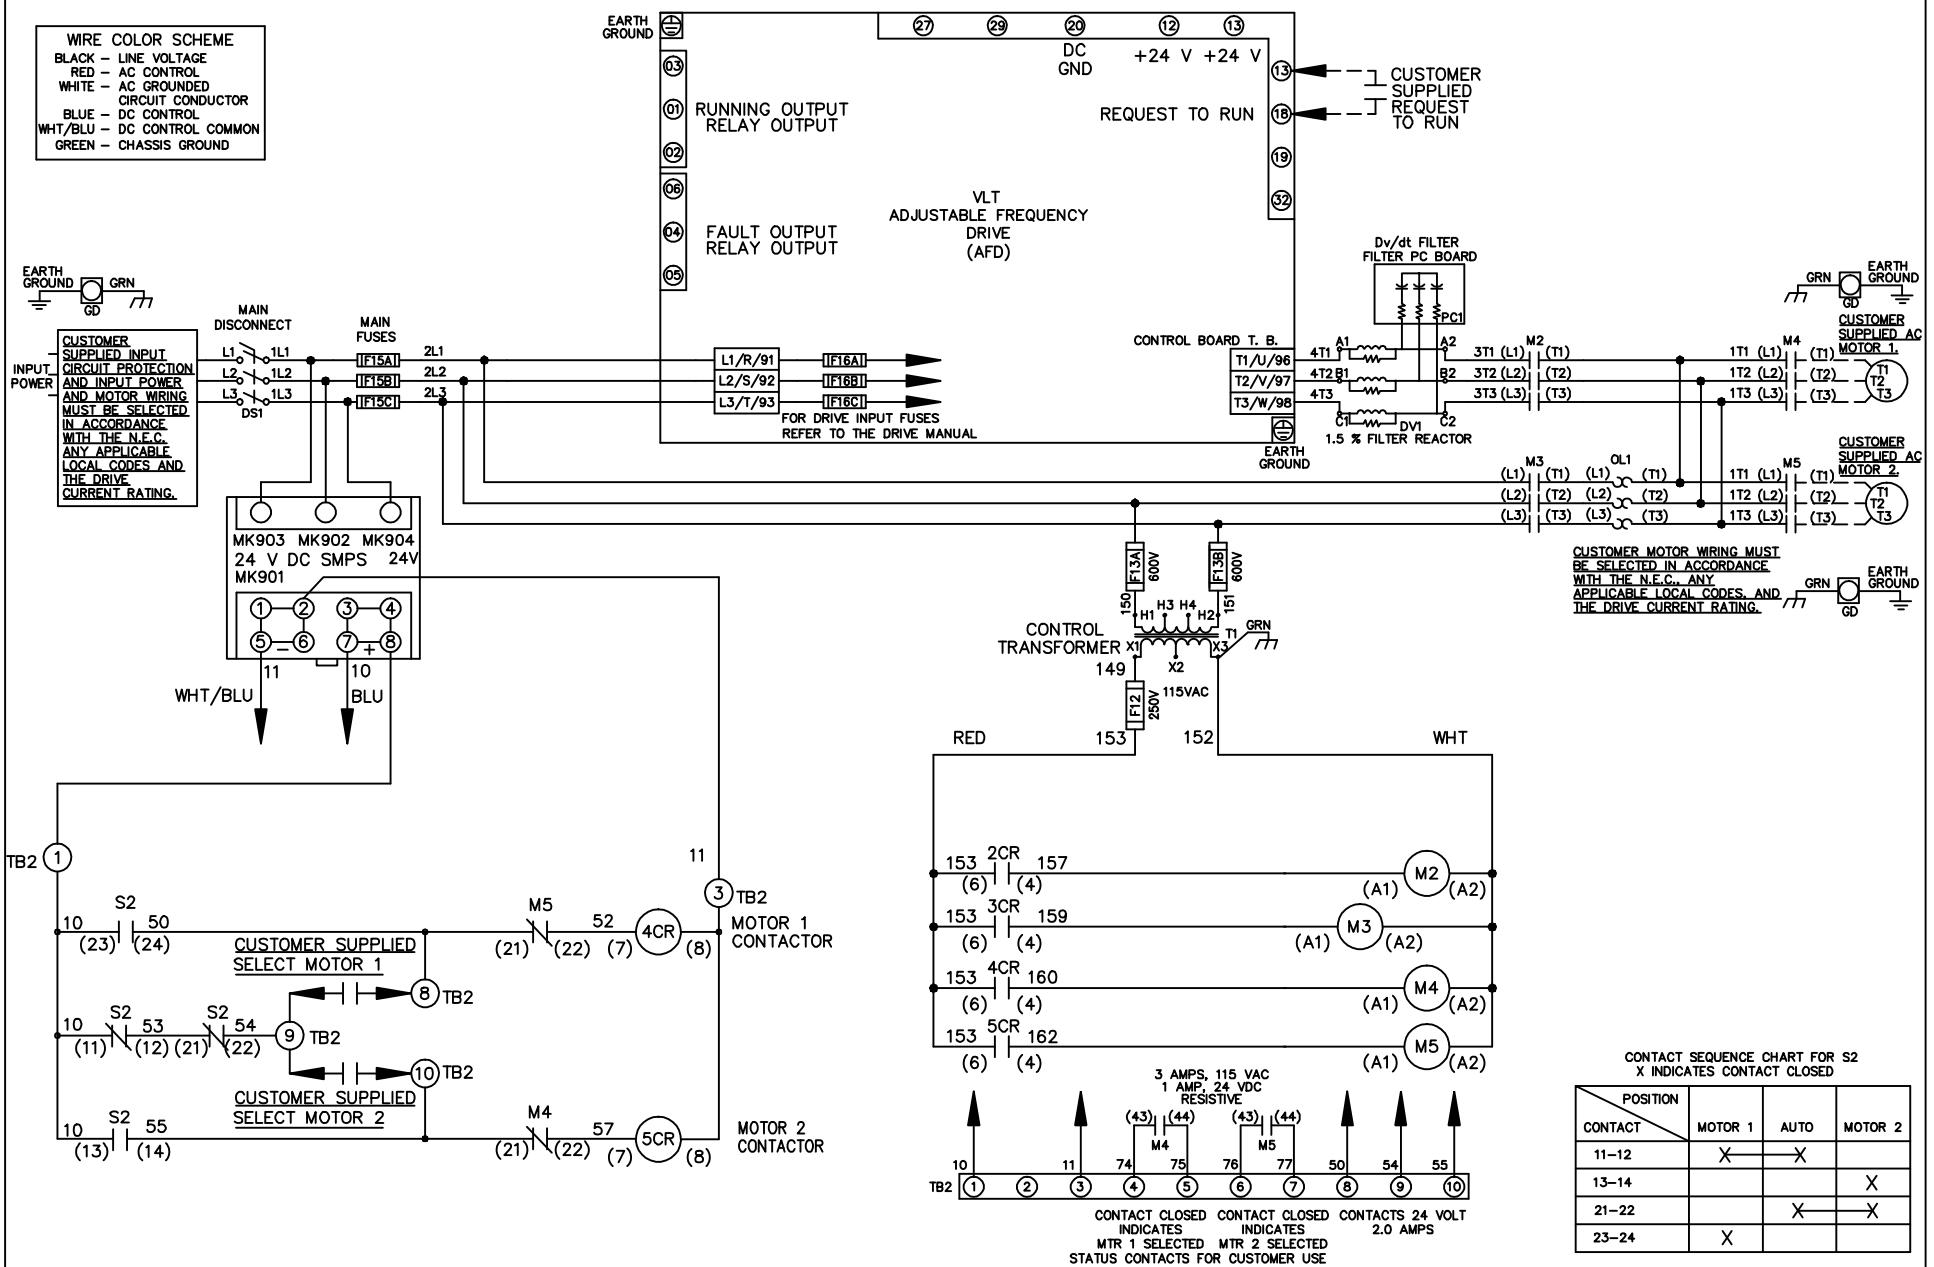 WIRE COLOR SCHEME
BLACK – LINE VOLTAGE
RED – AC CONTROL
WHITE – AC GROUNDED
CIRCUIT CONDUCTOR
BLUE – DC CONTROL
WHT/BLU – DC CONTROL COMMON
GREEN – CHASSIS GROUND
EARTH
GROUND
27 29 20 12 13
DC
GND
+24 V +24 V
03
01
02
RUNNING OUTPUT
RELAY OUTPUT
06
04
05
FAULT OUTPUT
RELAY OUTPUT
REQUEST TO RUN
13
18
19
32
CUSTOMER
SUPPLIED
REQUEST
TO RUN
VLT
ADJUSTABLE FREQUENCY
DRIVE
(AFD)
EARTH
GROUND
GRN
GD
INPUT
POWER
CUSTOMER
SUPPLIED INPUT
CIRCUIT PROTECTION
AND INPUT POWER
AND MOTOR WIRING
MUST BE SELECTED
IN ACCORDANCE
WITH THE N.E.C.
ANY APPLICABLE
LOCAL CODES AND
THE DRIVE
CURRENT RATING.
MAIN
DISCONNECT
L1 1L1
L2 1L2
L3 1L3
DS1
MAIN
FUSES
F15A 2L1
F15B 2L2
F15C 2L3
L1/R/91 F16A
L2/S/92 F16B
L3/T/93 F16C
FOR DRIVE INPUT FUSES
REFER TO THE DRIVE MANUAL
CONTROL BOARD T. B.
T1/U/96 4T1
T2/V/97 4T2
T3/W/98 4T3
EARTH
GROUND
Dv/dt FILTER
FILTER PC BOARD
PC1
A1 A2
B1 B2
C1 C2
DV1
1.5 % FILTER REACTOR
M2
3T1 (L1) (T1)
3T2 (L2) (T2)
3T3 (L3) (T3)
GRN
GD
EARTH
GROUND
CUSTOMER
SUPPLIED AC
MOTOR 1.
M4
1T1 (L1) (T1) T1
1T2 (L2) (T2) T2
1T3 (L3) (T3) T3
CUSTOMER
SUPPLIED AC
MOTOR 2.
M3 OL1 M5
(L1) (T1) (L1) (T1) 1T1 (L1) (T1) T1
(L2) (T2) (L2) (T2) 1T2 (L2) (T2) T2
(L3) (T3) (L3) (T3) 1T3 (L3) (T3) T3
CUSTOMER MOTOR WIRING MUST
BE SELECTED IN ACCORDANCE
WITH THE N.E.C., ANY
APPLICABLE LOCAL CODES, AND
THE DRIVE CURRENT RATING.
GRN
GD
EARTH
GROUND
MK903 MK902 MK904
24 V DC SMPS 24V
MK901
1 2 3 4
5 – 6 7 + 8
11 10
WHT/BLU BLU
F13A 600V
F13B 600V
150 151
H1 H3 H4 H2
CONTROL
TRANSFORMER
T1
GRN
X1 X2 X3
149
115VAC
F12 250V
153 152
RED WHT
TB2 1
11
3 TB2
S2
10 50
(23) (24)
CUSTOMER SUPPLIED
SELECT MOTOR 1
M5
(21) (22)
52
(7) 4CR (8)
MOTOR 1
CONTACTOR
8 TB2
S2 S2
10 53 54
(11) (12) (21) (22)
9 TB2
10 TB2
CUSTOMER SUPPLIED
SELECT MOTOR 2
S2
10 55
(13) (14)
M4
(21) (22)
57
(7) 5CR (8)
MOTOR 2
CONTACTOR
2CR
153 157
(6) (4)
(A1) M2 (A2)
3CR
153 159
(6) (4)
(A1) M3 (A2)
4CR
153 160
(6) (4)
(A1) M4 (A2)
5CR
153 162
(6) (4)
(A1) M5 (A2)
3 AMPS, 115 VAC
1 AMP, 24 VDC
RESISTIVE
(43) (44) (43) (44)
M4 M5
10 11 74 75 76 77 50 54 55
TB2 1 2 3 4 5 6 7 8 9 10
CONTACT CLOSED
INDICATES
MTR 1 SELECTED
CONTACT CLOSED
INDICATES
MTR 2 SELECTED
STATUS CONTACTS FOR CUSTOMER USE
CONTACTS 24 VOLT
2.0 AMPS
CONTACT SEQUENCE CHART FOR S2
X INDICATES CONTACT CLOSED
POSITION
CONTACT MOTOR 1 AUTO MOTOR 2
11–12 X X
13–14 X
21–22 X X
23–24 X